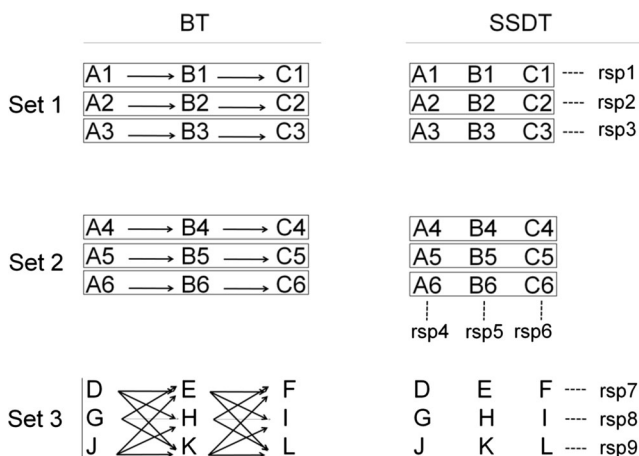 BT SSDT
Set 1
A1 B1 C1 A1 B1 C1 rsp1
A2 B2 C2 A2 B2 C2 rsp2
A3 B3 C3 A3 B3 C3 rsp3
Set 2
A4 B4 C4 A4 B4 C4
A5 B5 C5 A5 B5 C5
A6 B6 C6 A6 B6 C6
rsp4 rsp5 rsp6
Set 3
D E F D E F rsp7
G H I G H I rsp8
J K L J K L rsp9